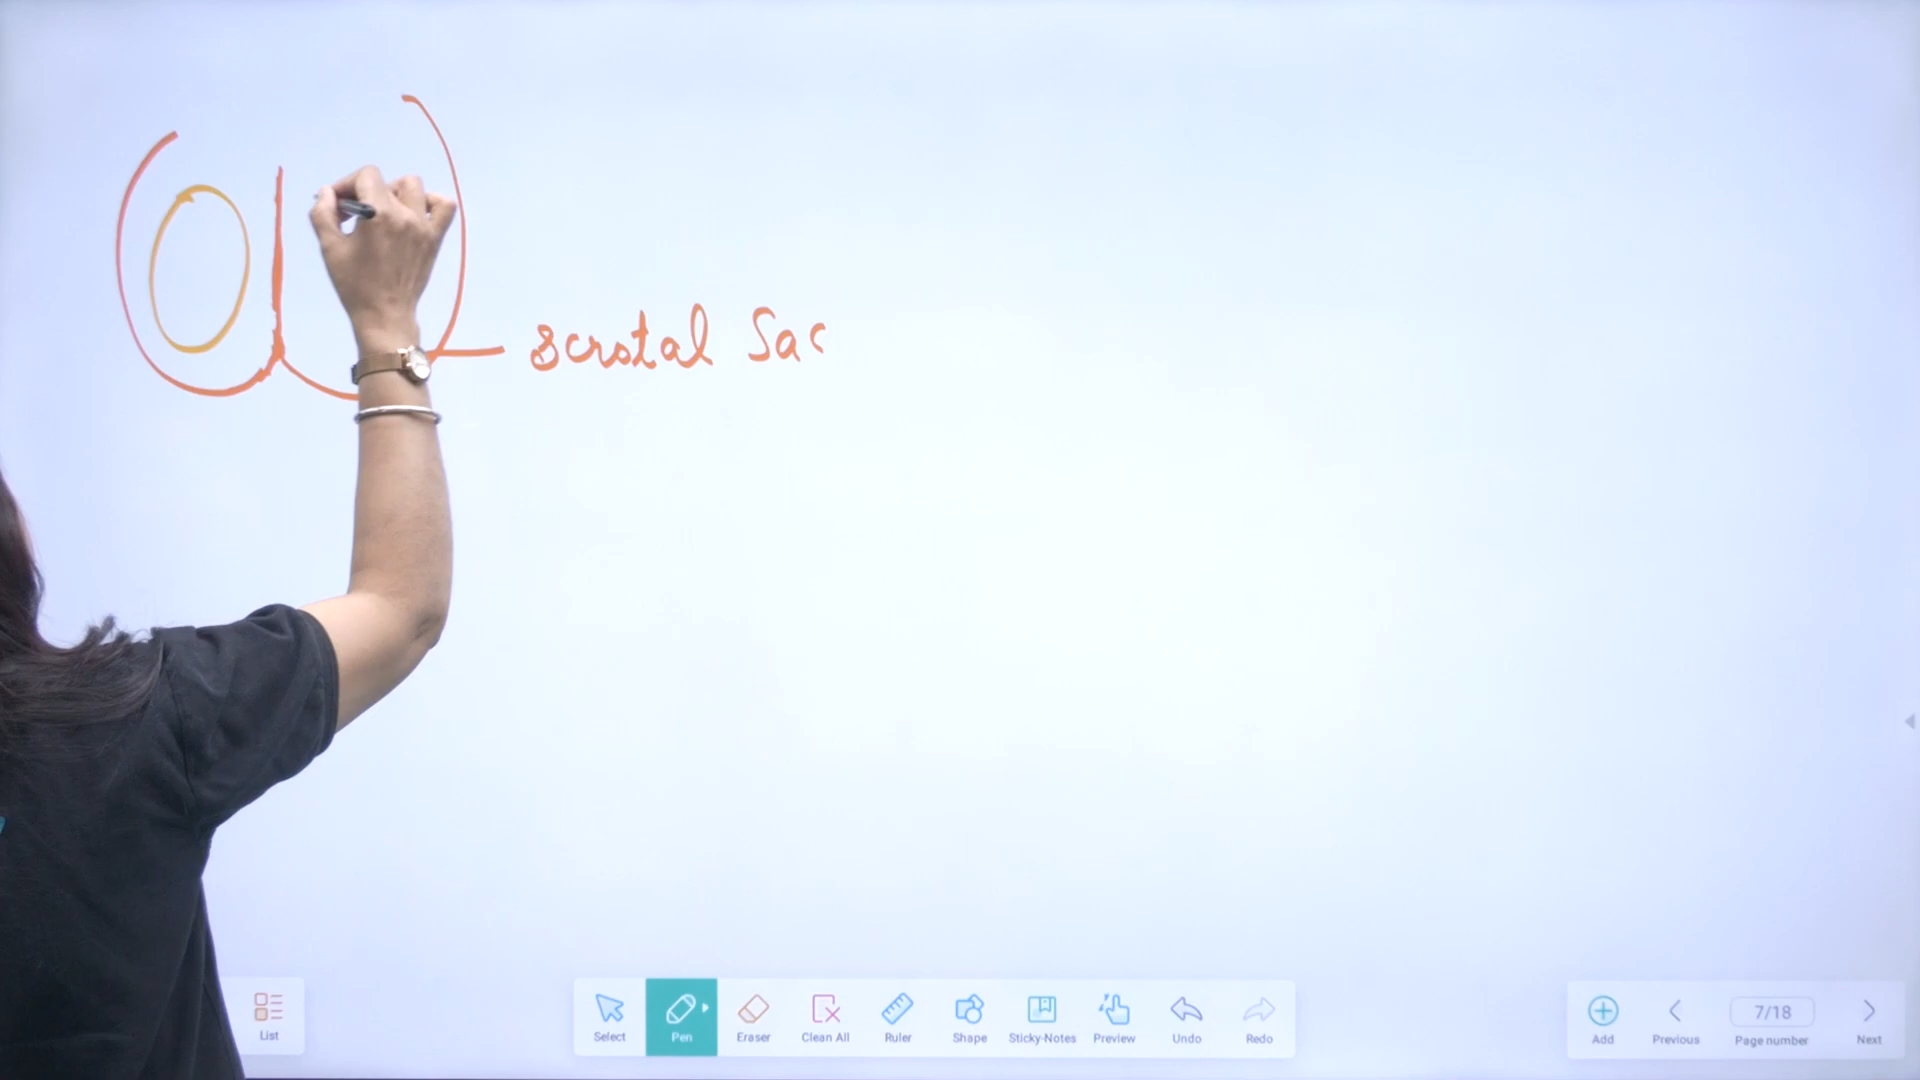 scrotal Sac
List
Select
Pen
Eraser
Clean All
Ruler
Shape
Sticky-Notes
Preview
Undo
Redo
Add
Previous
7/18
Page number
Next